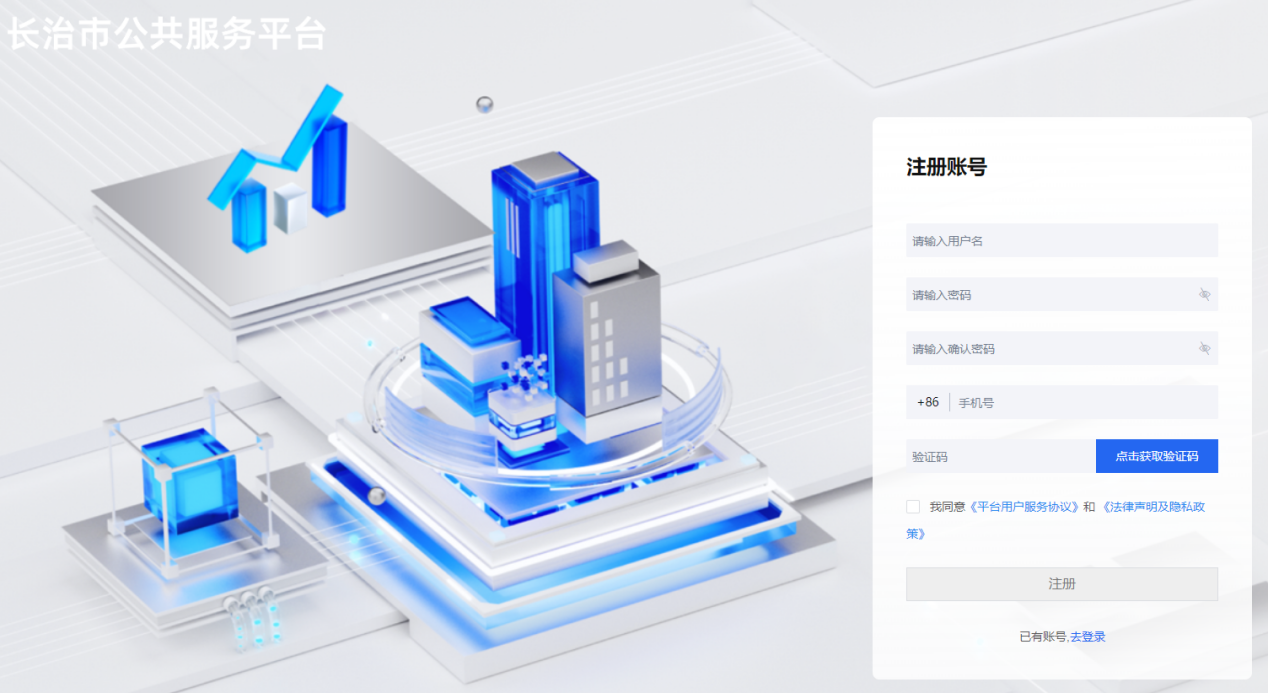 长治市公共服务平台
注册账号
请输入用户名
请输入密码
请输入确认密码
+86 手机号
验证码 点击获取验证码
我同意《平台用户服务协议》和 《法律声明及隐私政
策》
注册
已有账号,去登录